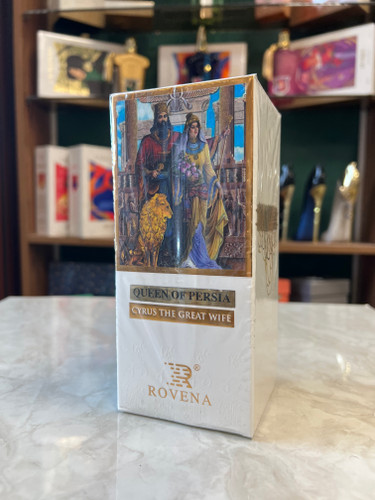 QUEEN OF PERSIA
CYRUS THE GREAT WIFE
®
ROVENA